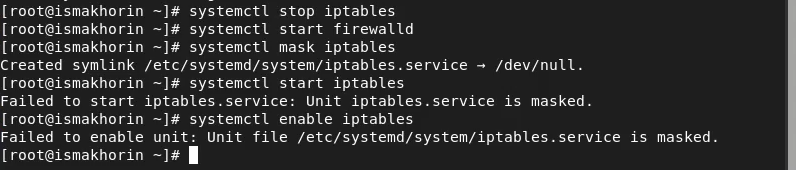 [root@ismakhorin ~]# systemctl stop iptables
[root@ismakhorin ~]# systemctl start firewalld
[root@ismakhorin ~]# systemctl mask iptables
Created symlink /etc/systemd/system/iptables.service → /dev/null.
[root@ismakhorin ~]# systemctl start iptables
Failed to start iptables.service: Unit iptables.service is masked.
[root@ismakhorin ~]# systemctl enable iptables
Failed to enable unit: Unit file /etc/systemd/system/iptables.service is masked.
[root@ismakhorin ~]#